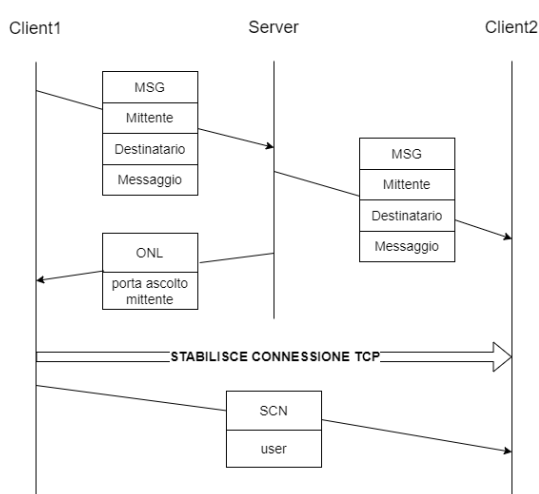 Client1
Server
Client2
MSG
Mittente
Destinatario
Messaggio
MSG
Mittente
Destinatario
Messaggio
ONL
porta ascolto
mittente
STABILISCE CONNESSIONE TCP
SCN
user